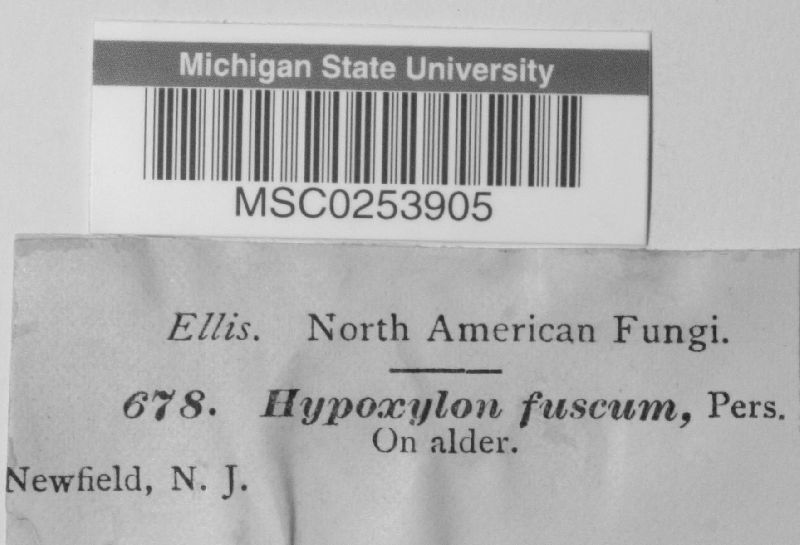 Michigan State University
MSC0253905
Ellis. North American Fungi.
678. Hypoxylon fuscum, Pers.
On alder.
Newfield, N. J.